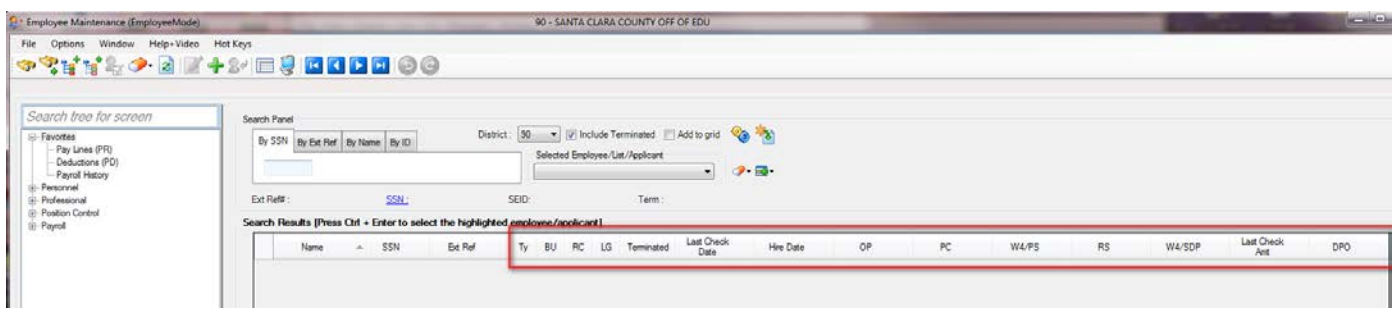 Employee Maintenance (EmployeeMode)
90 - SANTA CLARA COUNTY OFF OF EDU
File Options Window Help+Video Hot Keys
Search tree for screen
Favorites
Pay Lines (PR)
Deductions (PD)
Payroll History
Personnel
Professional
Position Control
Payroll
Search Panel
By SSN By Ext Ref By Name By ID
District: 90 Include Terminated Add to grid
Selected Employee/List/Applicant
Ext Ref#: SSN: SEID: Term:
Search Results [Press Ctrl + Enter to select the highlighted employee/applicant]
Name SSN Ext Ref Ty BU RC LG Terminated Last Check Date Hire Date OP PC W4/PS RS W4/SDP Last Check Amt DPO